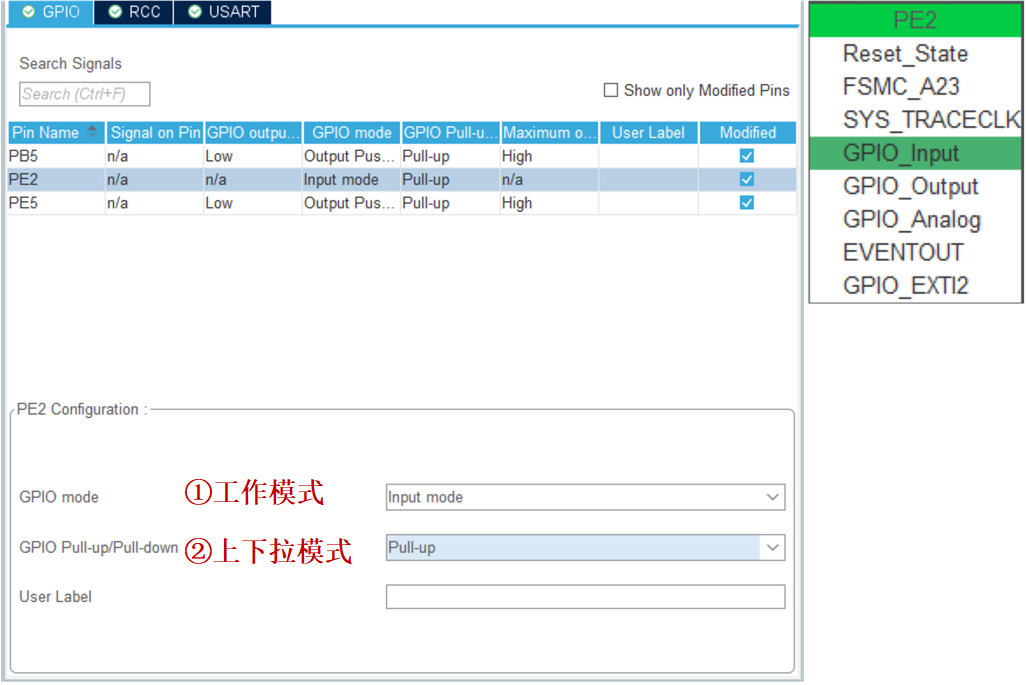 GPIO RCC USART
Search Signals
Search (Ctrl+F)
Show only Modified Pins
Pin Name Signal on Pin GPIO outpu... GPIO mode GPIO Pull-u... Maximum o... User Label Modified
PB5 n/a Low Output Pus... Pull-up High
PE2 n/a n/a Input mode Pull-up n/a
PE5 n/a Low Output Pus... Pull-up High
PE2 Configuration :
GPIO mode ①工作模式 Input mode
GPIO Pull-up/Pull-down ②上下拉模式 Pull-up
User Label
PE2
Reset_State
FSMC_A23
SYS_TRACECLK
GPIO_Input
GPIO_Output
GPIO_Analog
EVENTOUT
GPIO_EXTI2